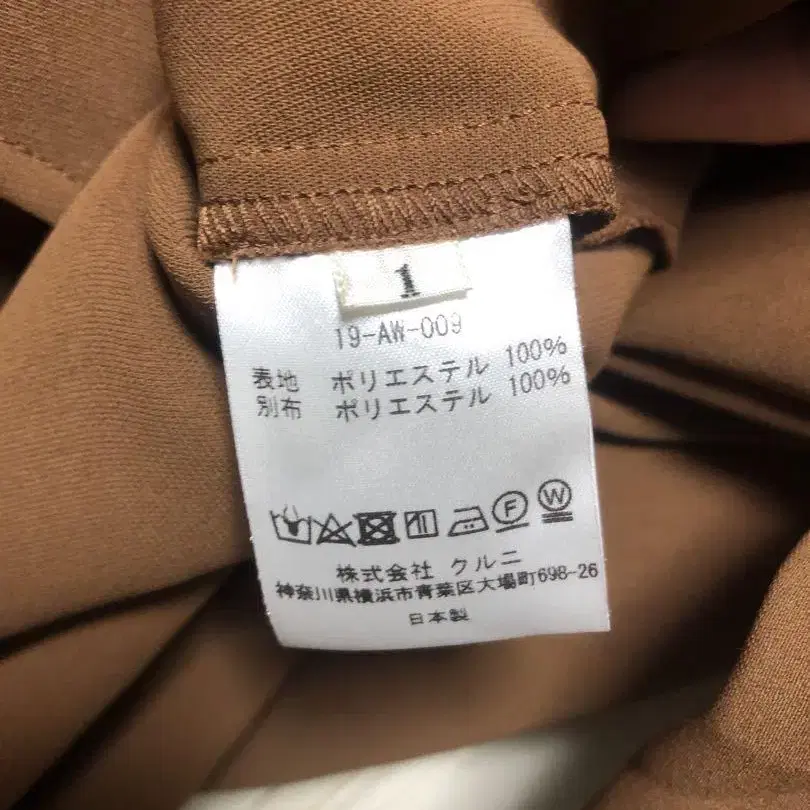 1
19-AW-009
表地 ポリエステル 100%
別布 ポリエステル 100%
F W
株式会社 クルニ
神奈川県横浜市青葉区大場町698-26
日本製